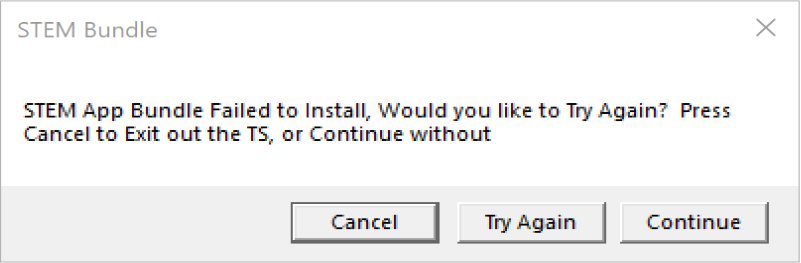 STEM Bundle
STEM App Bundle Failed to Install, Would you like to Try Again?  Press
Cancel to Exit out the TS, or Continue without
Cancel
Try Again
Continue